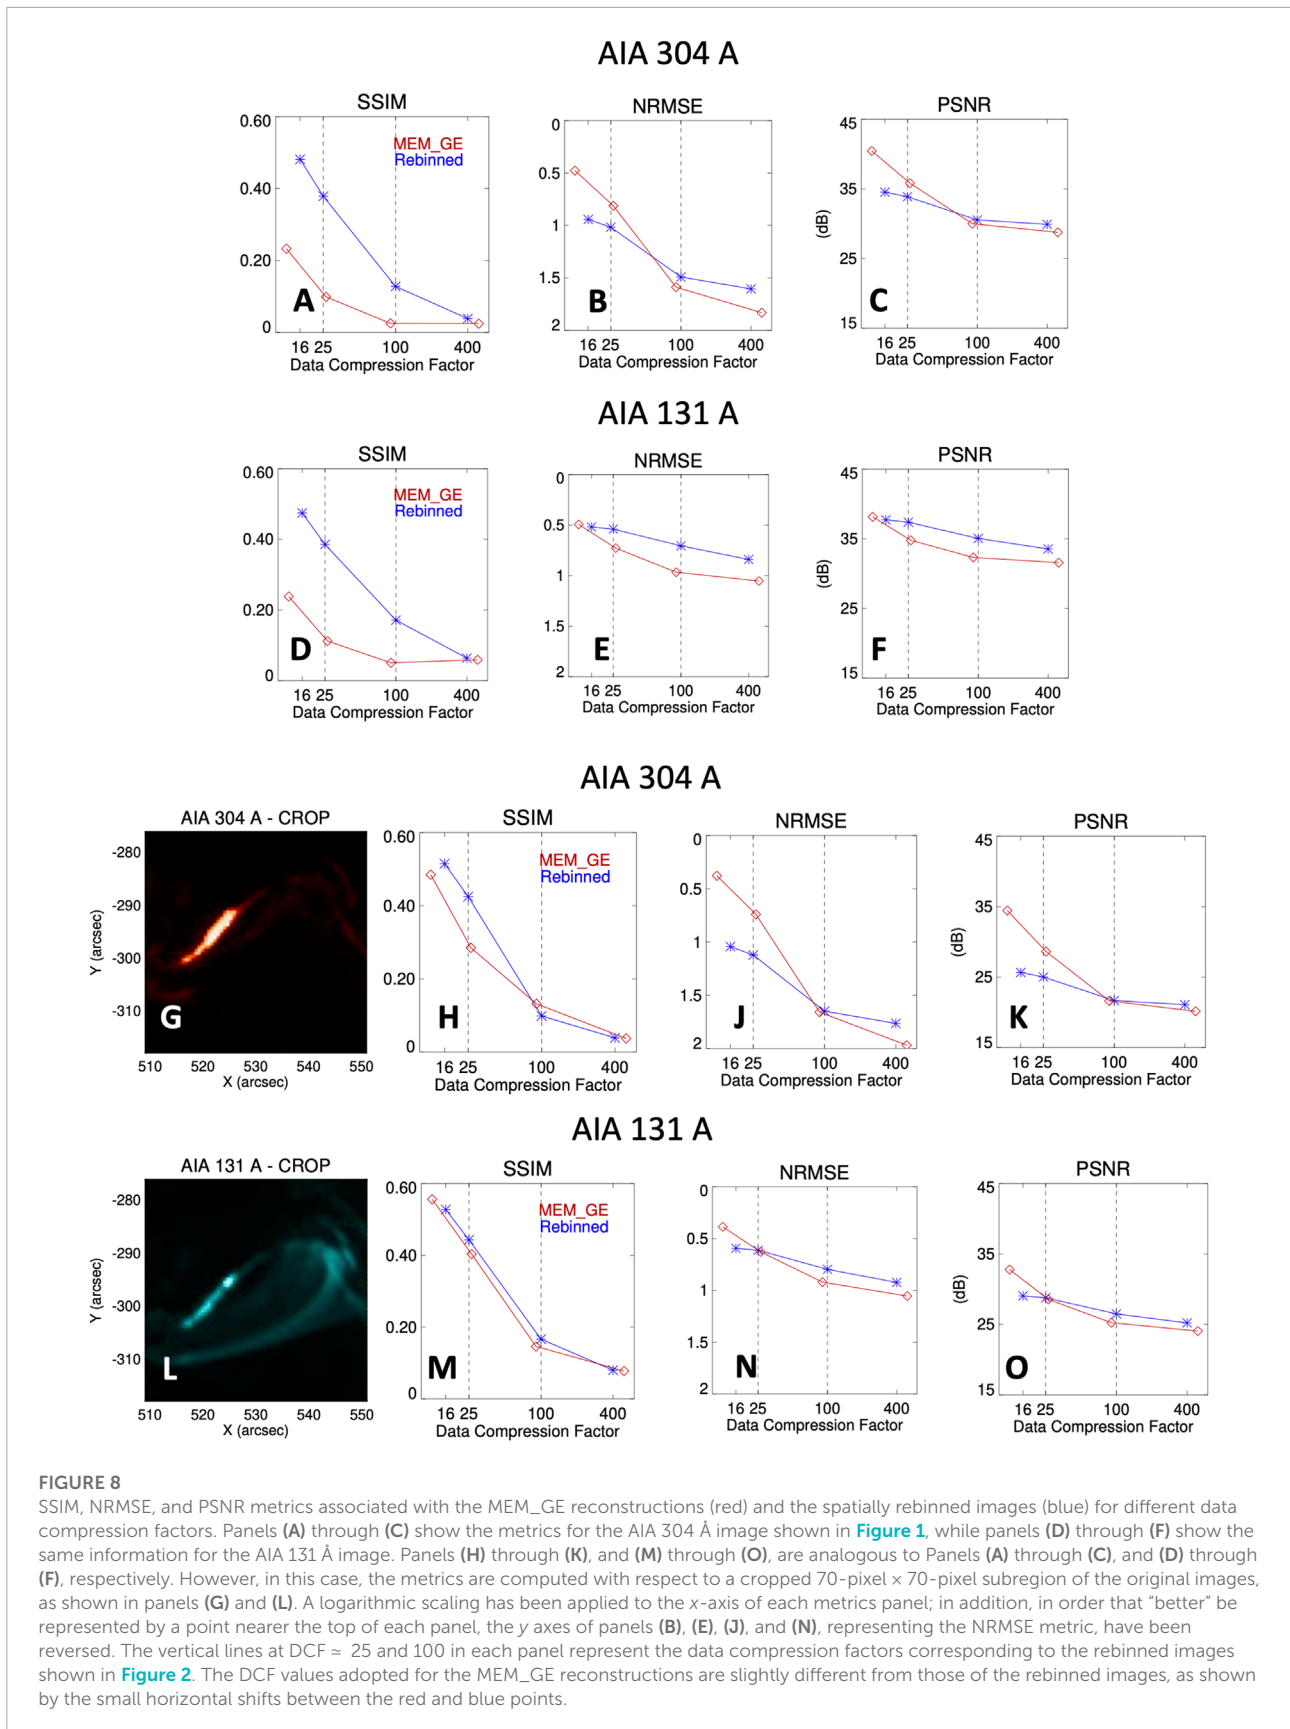 AIA 304 A
SSIM
NRMSE
PSNR
0.60
0.40
0.20
0
MEM_GE
Rebinned
A
16 25 100 400
Data Compression Factor
0
0.5
1
1.5
2
B
16 25 100 400
Data Compression Factor
45
35
25
15
(dB)
C
16 25 100 400
Data Compression Factor
AIA 131 A
SSIM
NRMSE
PSNR
0.60
0.40
0.20
0
MEM_GE
Rebinned
D
16 25 100 400
Data Compression Factor
0
0.5
1
1.5
2
E
16 25 100 400
Data Compression Factor
45
35
25
15
(dB)
F
16 25 100 400
Data Compression Factor
AIA 304 A
AIA 304 A - CROP
SSIM
NRMSE
PSNR
-280
-290
-300
-310
Y (arcsec)
G
510 520 530 540 550
X (arcsec)
0.60
0.40
0.20
0
MEM_GE
Rebinned
H
16 25 100 400
Data Compression Factor
0
0.5
1
1.5
2
J
16 25 100 400
Data Compression Factor
45
35
25
15
(dB)
K
16 25 100 400
Data Compression Factor
AIA 131 A
AIA 131 A - CROP
SSIM
NRMSE
PSNR
-280
-290
-300
-310
Y (arcsec)
L
510 520 530 540 550
X (arcsec)
0.60
0.40
0.20
0
MEM_GE
Rebinned
M
16 25 100 400
Data Compression Factor
0
0.5
1
1.5
2
N
16 25 100 400
Data Compression Factor
45
35
25
15
(dB)
O
16 25 100 400
Data Compression Factor
FIGURE 8
SSIM, NRMSE, and PSNR metrics associated with the MEM_GE reconstructions (red) and the spatially rebinned images (blue) for different data
compression factors. Panels (A) through (C) show the metrics for the AIA 304 Å image shown in Figure 1, while panels (D) through (F) show the
same information for the AIA 131 Å image. Panels (H) through (K), and (M) through (O), are analogous to Panels (A) through (C), and (D) through
(F), respectively. However, in this case, the metrics are computed with respect to a cropped 70-pixel × 70-pixel subregion of the original images,
as shown in panels (G) and (L). A logarithmic scaling has been applied to the x-axis of each metrics panel; in addition, in order that “better” be
represented by a point nearer the top of each panel, the y axes of panels (B), (E), (J), and (N), representing the NRMSE metric, have been
reversed. The vertical lines at DCF ≃ 25 and 100 in each panel represent the data compression factors corresponding to the rebinned images
shown in Figure 2. The DCF values adopted for the MEM_GE reconstructions are slightly different from those of the rebinned images, as shown
by the small horizontal shifts between the red and blue points.